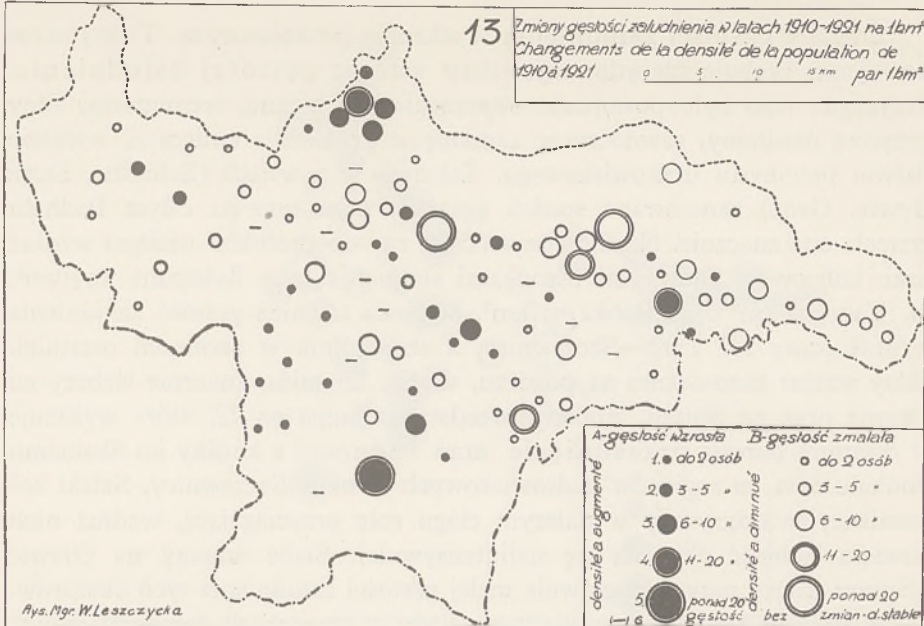 13
Zmiany gęstości zaludnienia w latach 1910-1921 na 1km²
Changements de la densité de la population de
1910 à 1921 par 1km²
0 5 10 15 km
A-gęstość wzrosła
densité a augmenté
1. do 2 osób
2. 3-5 "
3. 6-10 "
4. 11-20 "
5. ponad 20
B-gęstość zmalała
densité a diminué
do 2 osób
3-5
6-10
11-20
ponad 20
(—) 6 gęstość bez zmian-d. stable
Rys. Mgr. W. Leszczycka